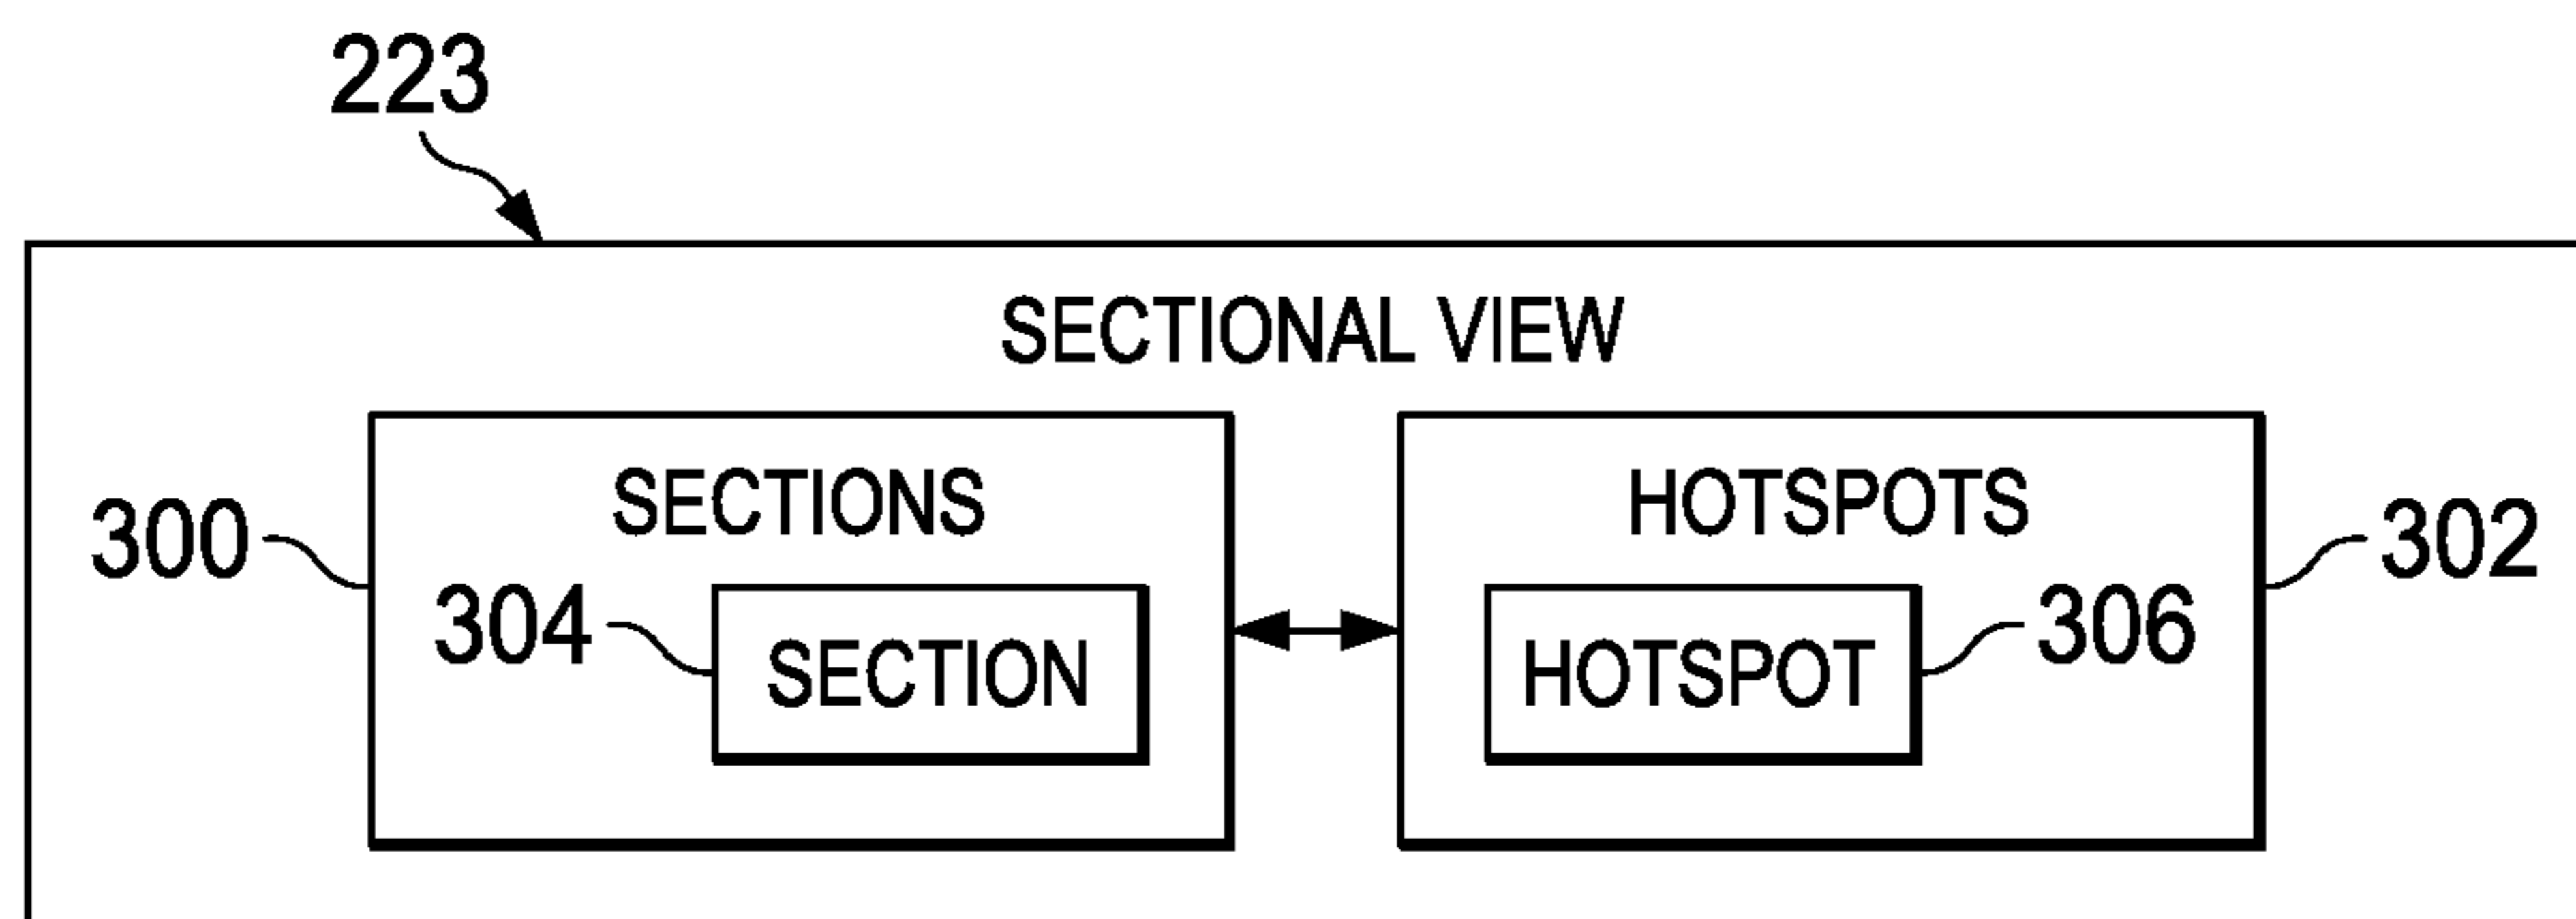 223
SECTIONAL VIEW
SECTIONS
HOTSPOTS
300
302
304
SECTION
HOTSPOT
306